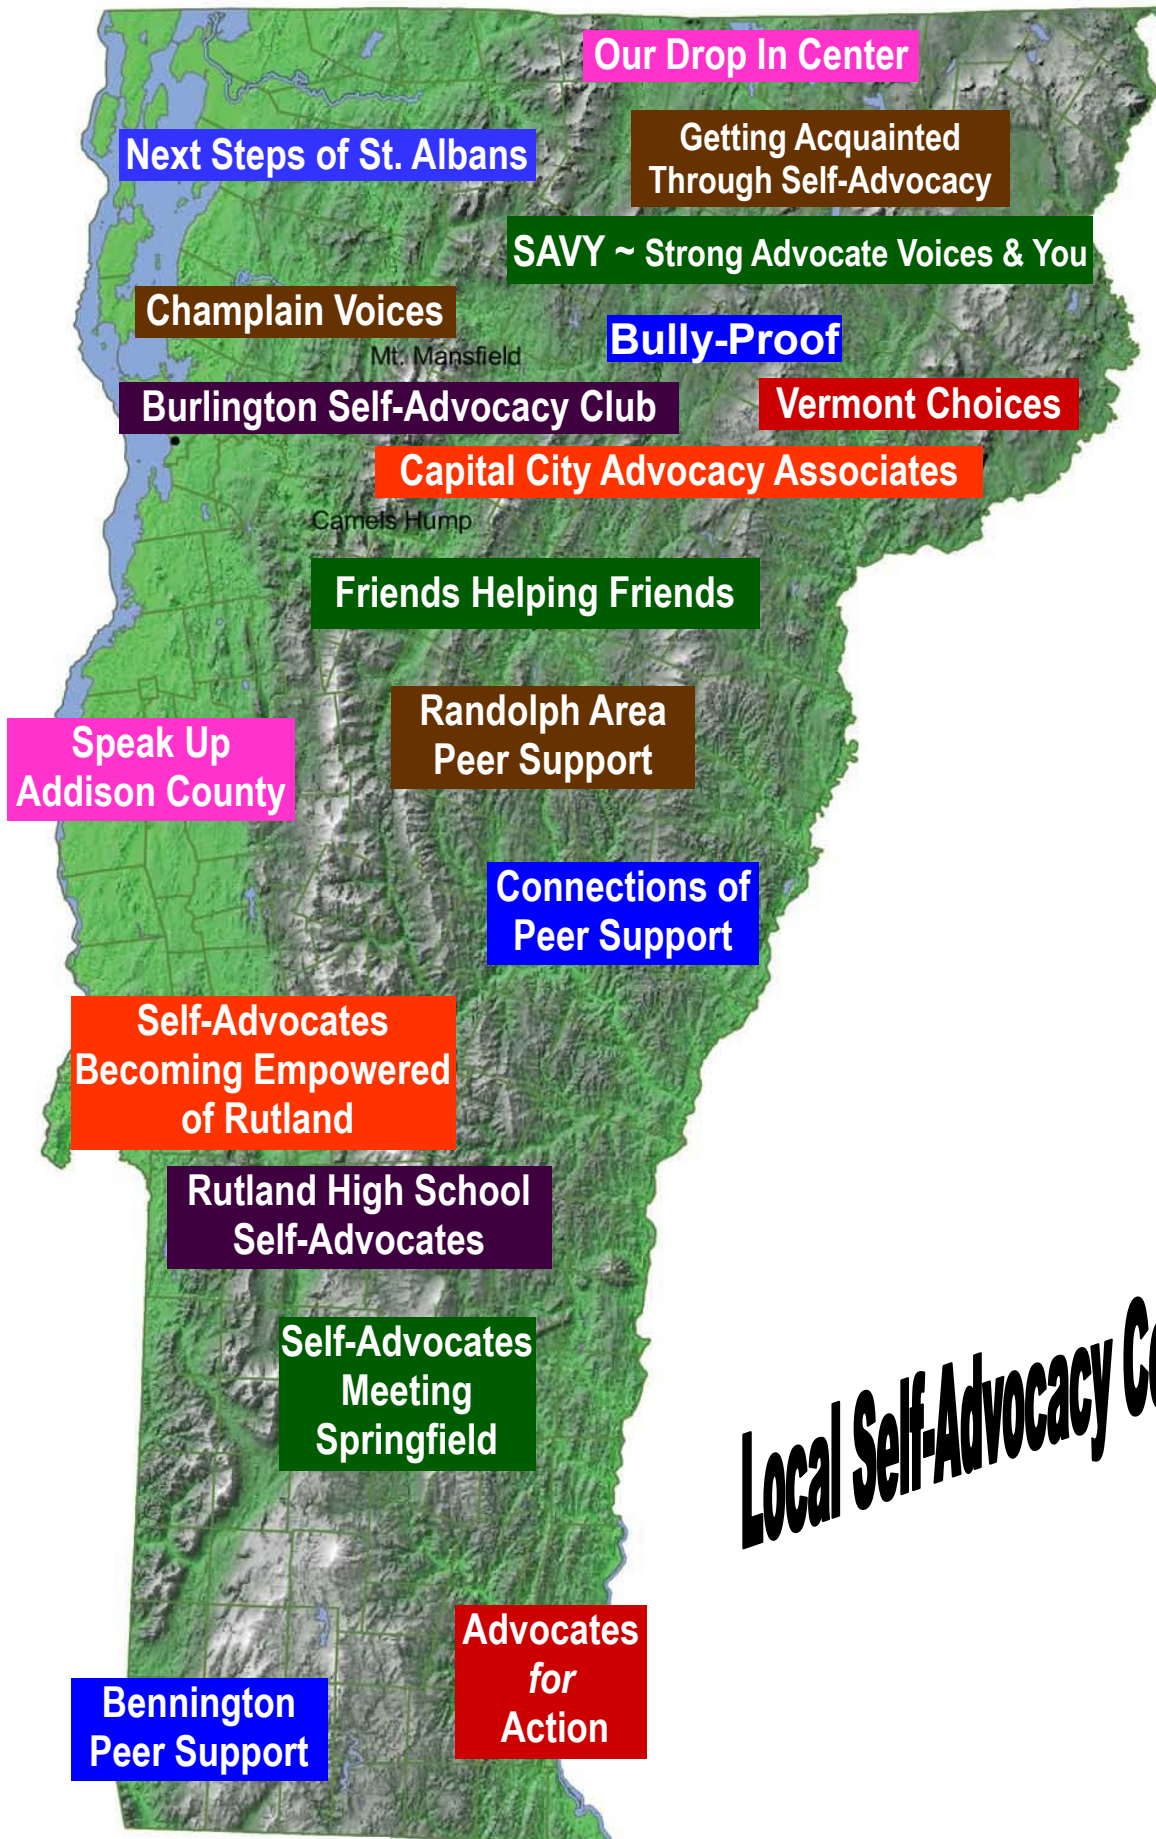 Our Drop In Center
Getting Acquainted
Through Self-Advocacy
Next Steps of St. Albans
SAVY ~ Strong Advocate Voices & You
Champlain Voices
Bully-Proof
Mt. Mansfield
Burlington Self-Advocacy Club
Vermont Choices
Capital City Advocacy Associates
Camels Hump
Friends Helping Friends
Randolph Area
Peer Support
Speak Up
Addison County
Connections of
Peer Support
Self-Advocates
Becoming Empowered
of Rutland
Rutland High School
Self-Advocates
Self-Advocates
Meeting
Springfield
Local Self-Advocacy
Advocates
for
Action
Bennington
Peer Support